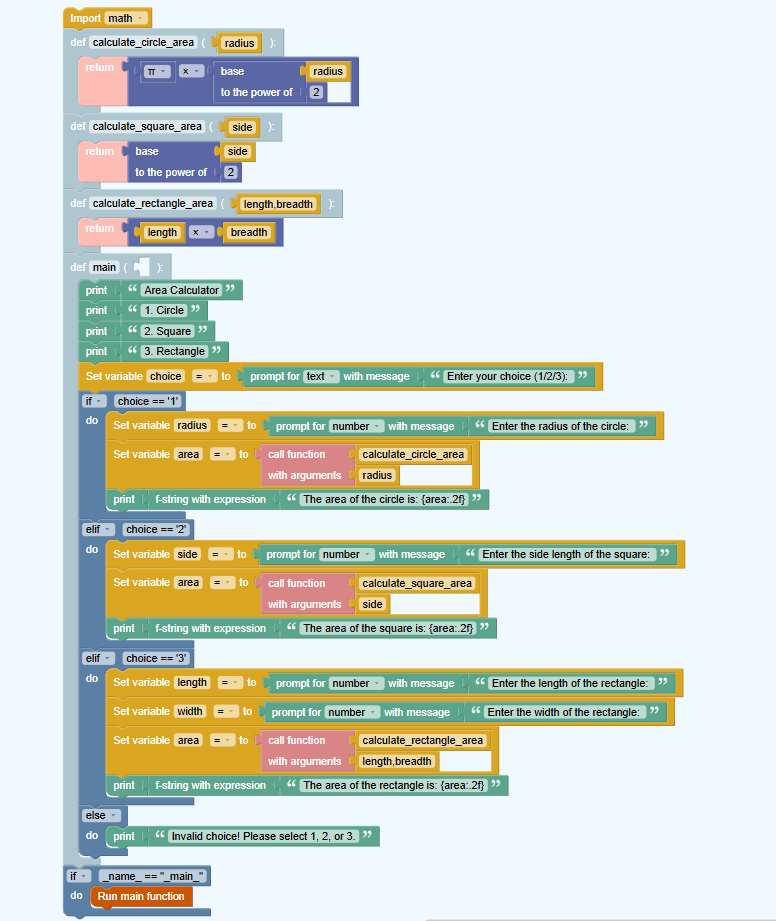 Import math
def calculate_circle_area ( radius ):
return π × base radius
to the power of 2
def calculate_square_area ( side ):
return base side
to the power of 2
def calculate_rectangle_area ( length,breadth ):
return length × breadth
def main ( ):
print “ Area Calculator ”
print “ 1. Circle ”
print “ 2. Square ”
print “ 3. Rectangle ”
Set variable choice = to prompt for text with message “ Enter your choice (1/2/3): ”
if choice == '1'
do Set variable radius = to prompt for number with message “ Enter the radius of the circle: ”
Set variable area = to call function calculate_circle_area
with arguments radius
print f-string with expression “ The area of the circle is: {area:.2f} ”
elif choice == '2'
do Set variable side = to prompt for number with message “ Enter the side length of the square: ”
Set variable area = to call function calculate_square_area
with arguments side
print f-string with expression “ The area of the square is: {area:.2f} ”
elif choice == '3'
do Set variable length = to prompt for number with message “ Enter the length of the rectangle: ”
Set variable width = to prompt for number with message “ Enter the width of the rectangle: ”
Set variable area = to call function calculate_rectangle_area
with arguments length,breadth
print f-string with expression “ The area of the rectangle is: {area:.2f} ”
else
do print “ Invalid choice! Please select 1, 2, or 3. ”
if _name_ == "_main_"
do Run main function